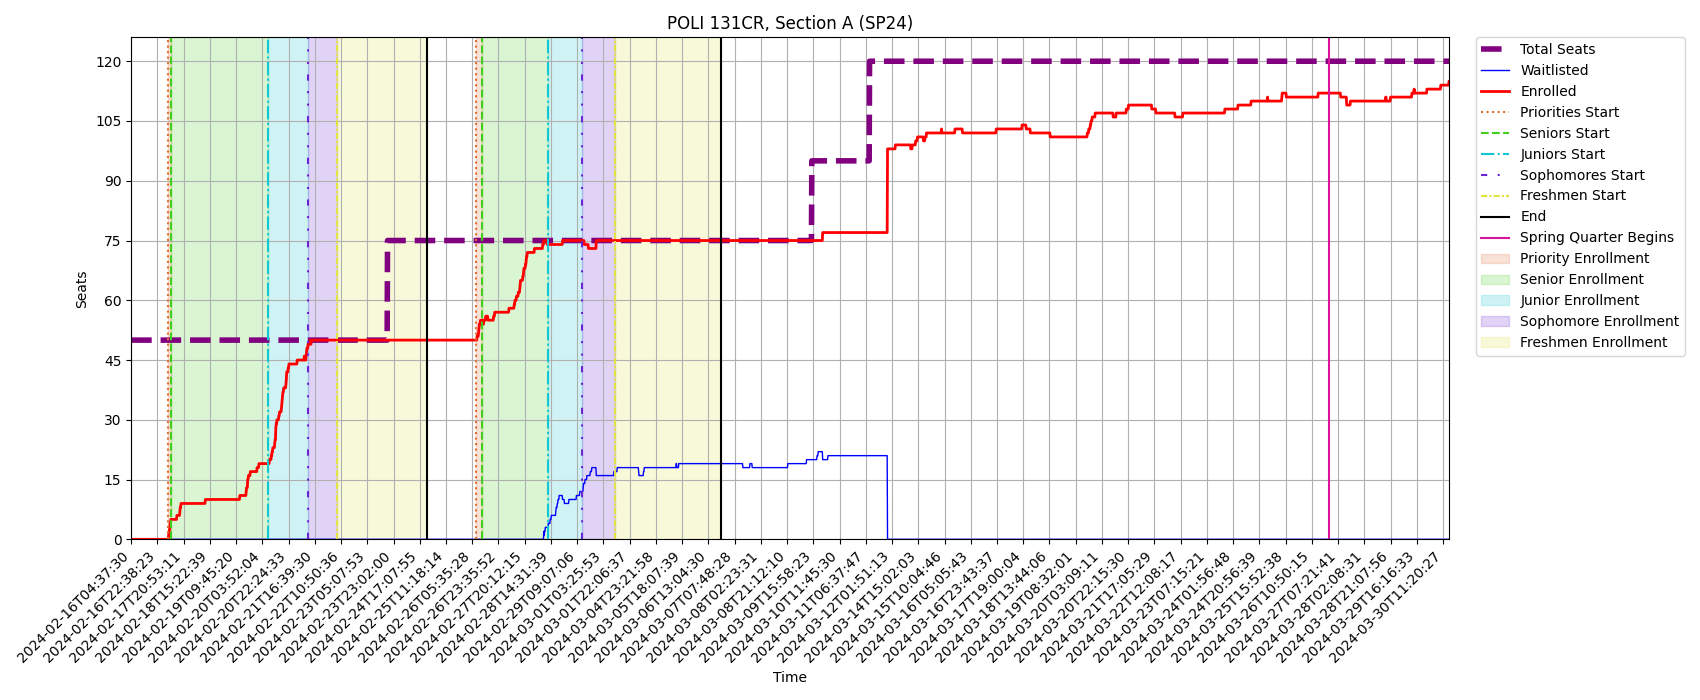 POLI 131CR, Section A (SP24)
Seats
120
105
90
75
60
45
30
15
0
2024-02-16T04:37:30
2024-02-16T22:38:23
2024-02-17T20:53:11
2024-02-18T15:22:39
2024-02-19T09:45:20
2024-02-20T03:52:04
2024-02-20T22:24:33
2024-02-21T16:39:30
2024-02-22T10:50:36
2024-02-23T05:07:53
2024-02-23T23:02:00
2024-02-24T17:07:55
2024-02-25T11:18:14
2024-02-26T05:35:28
2024-02-26T23:35:52
2024-02-27T20:12:15
2024-02-28T14:31:39
2024-02-29T09:07:06
2024-03-01T03:25:53
2024-03-01T22:06:37
2024-03-04T23:21:58
2024-03-05T18:07:39
2024-03-06T13:04:30
2024-03-07T07:48:28
2024-03-08T02:23:31
2024-03-08T21:12:10
2024-03-09T15:58:23
2024-03-10T11:45:30
2024-03-11T06:37:47
2024-03-12T01:51:13
2024-03-14T15:02:03
2024-03-15T10:04:46
2024-03-16T05:05:43
2024-03-16T23:43:37
2024-03-17T19:00:04
2024-03-18T13:44:06
2024-03-19T08:32:01
2024-03-20T03:09:11
2024-03-20T22:15:30
2024-03-21T17:05:29
2024-03-22T12:08:17
2024-03-23T07:15:21
2024-03-24T01:56:48
2024-03-24T20:56:39
2024-03-25T15:52:38
2024-03-26T10:50:15
2024-03-27T07:21:41
2024-03-28T02:08:31
2024-03-28T21:07:56
2024-03-29T16:16:33
2024-03-30T11:20:27
Time
Total Seats
Waitlisted
Enrolled
Priorities Start
Seniors Start
Juniors Start
Sophomores Start
Freshmen Start
End
Spring Quarter Begins
Priority Enrollment
Senior Enrollment
Junior Enrollment
Sophomore Enrollment
Freshmen Enrollment